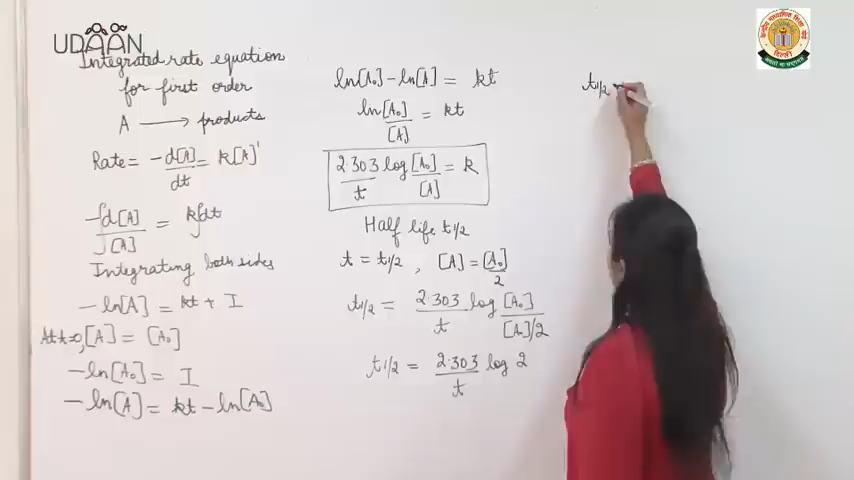 UDAAN
Integrated rate equation
for first order
A ⟶ products
Rate = -d[A]/dt = k[A]¹
-∫d[A]/[A] = k∫dt
Integrating both sides
-ln[A] = kt + I
At t=0, [A] = [A₀]
-ln[A₀] = I
-ln[A] = kt - ln[A₀]
ln[A₀] - ln[A] = kt
ln[A₀]/[A] = kt
2.303/t log [A₀]/[A] = k
Half life t1/2
t = t1/2 , [A] = [A₀]/2
t1/2 = 2.303/t log [A₀]/[A₀]/2
t1/2 = 2.303/t log 2
t1/2